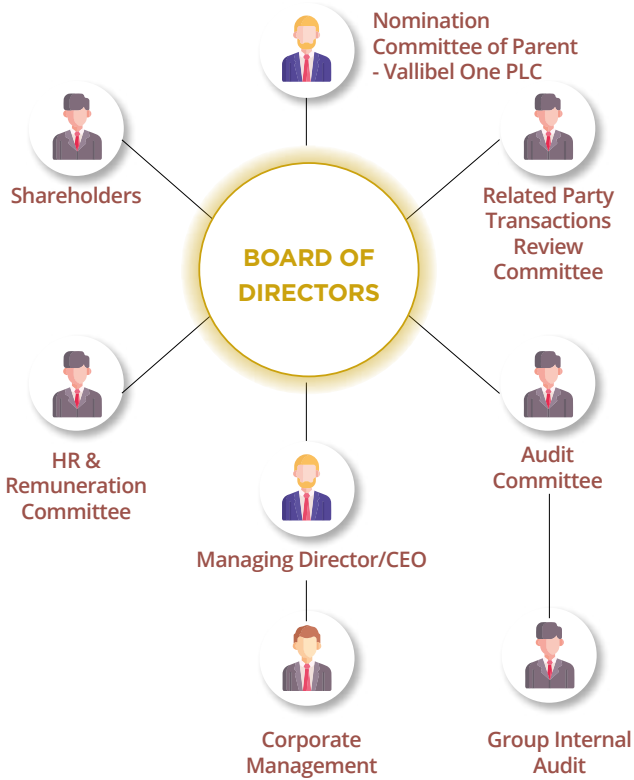 Nomination
Committee of Parent
- Vallibel One PLC
Shareholders
Related Party
Transactions
Review
Committee
BOARD OF
DIRECTORS
HR &
Remuneration
Committee
Audit
Committee
Managing Director/CEO
Corporate
Management
Group Internal
Audit